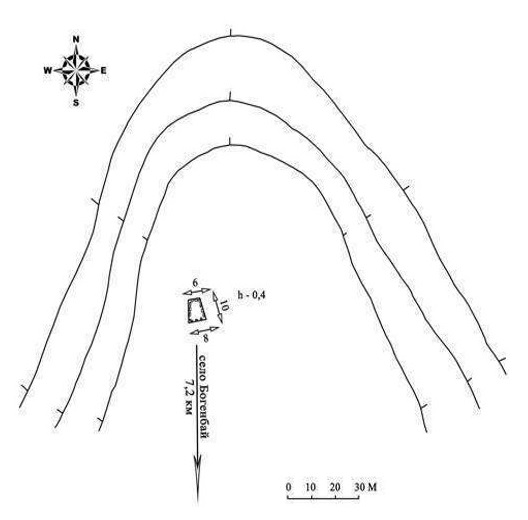 N
W E
S
6
h - 0,4
10
8
село Богенбай
7,2 км
0 10 20 30 М